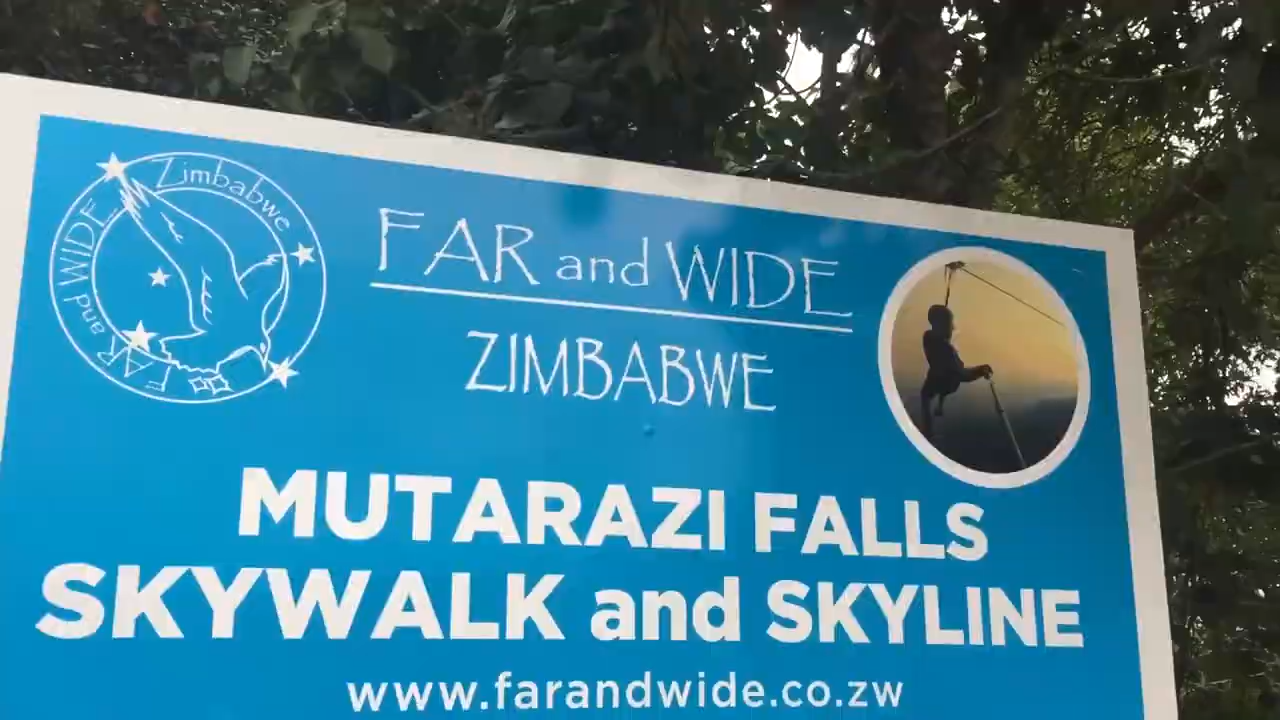 FAR and WIDE Zimbabwe
FAR and WIDE
ZIMBABWE
MUTARAZI FALLS
SKYWALK and SKYLINE
www.farandwide.co.zw